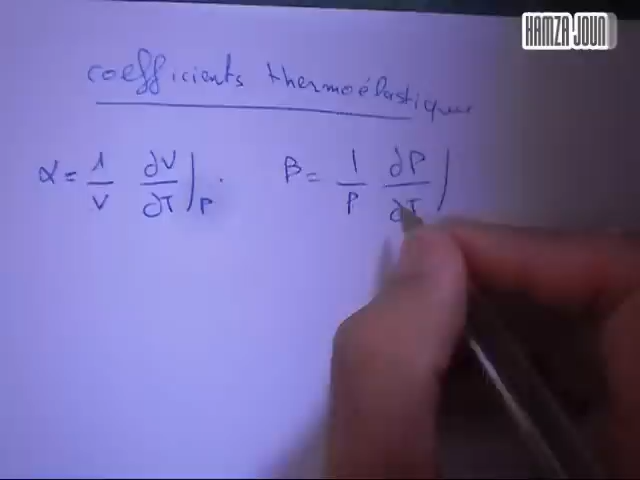 HAMZA JOUN
coefficients thermoélastiques
α = 1/V ∂V/∂T|P . β = 1/P ∂P/∂T|